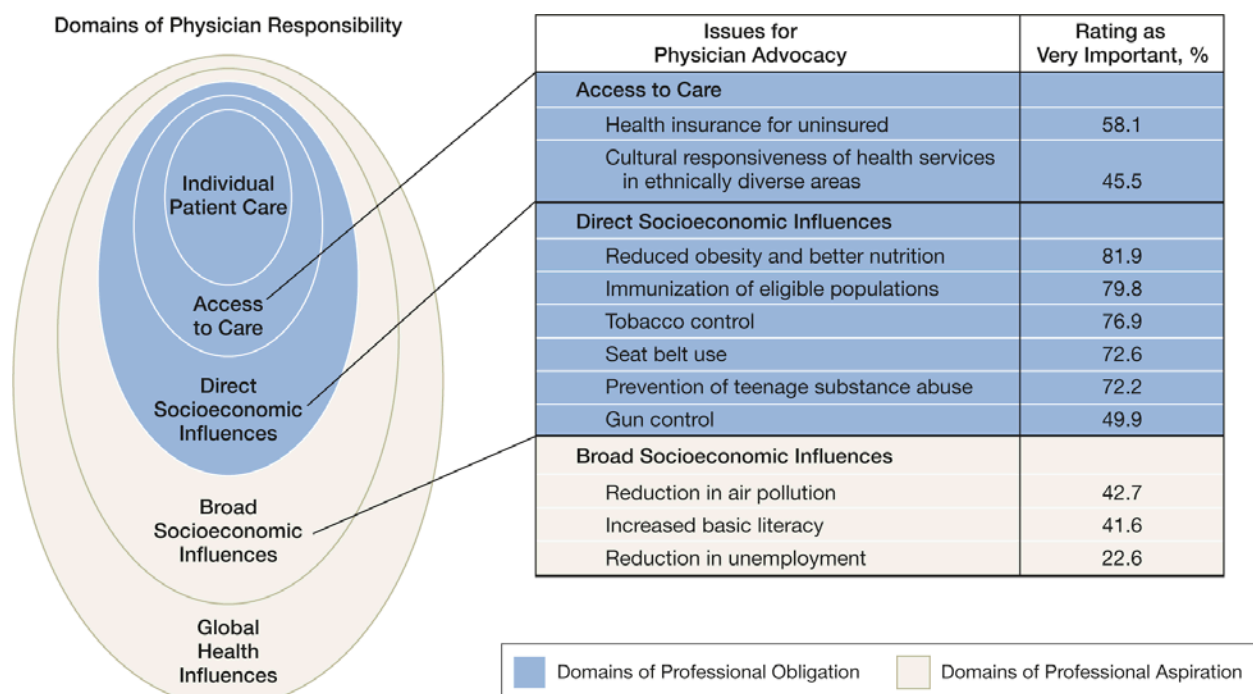 Domains of Physician Responsibility
Individual
Patient Care
Access
to Care
Direct
Socioeconomic
Influences
Broad
Socioeconomic
Influences
Global
Health
Influences
Issues for
Physician Advocacy
Rating as
Very Important, %
Access to Care
Health insurance for uninsured 58.1
Cultural responsiveness of health services
in ethnically diverse areas 45.5
Direct Socioeconomic Influences
Reduced obesity and better nutrition 81.9
Immunization of eligible populations 79.8
Tobacco control 76.9
Seat belt use 72.6
Prevention of teenage substance abuse 72.2
Gun control 49.9
Broad Socioeconomic Influences
Reduction in air pollution 42.7
Increased basic literacy 41.6
Reduction in unemployment 22.6
Domains of Professional Obligation
Domains of Professional Aspiration